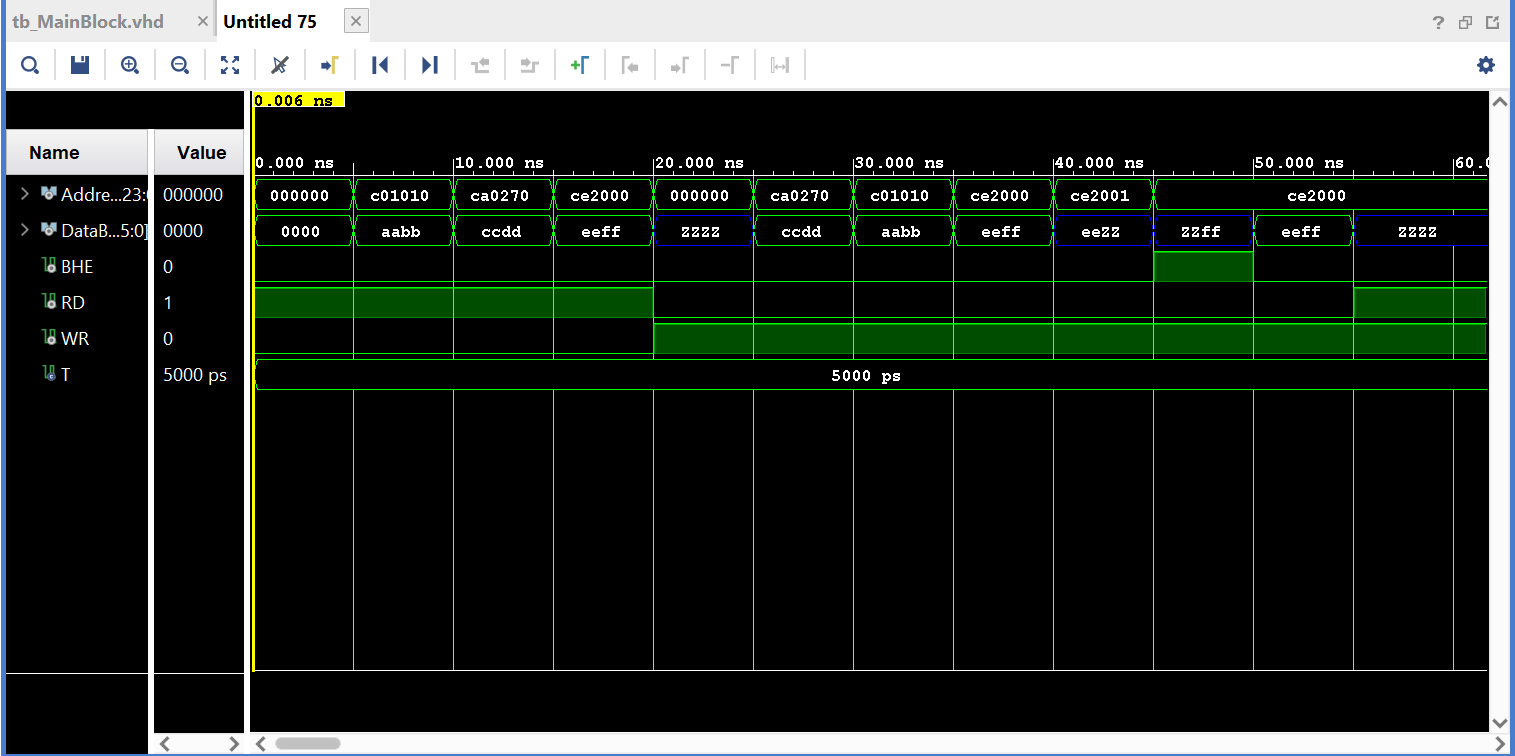 tb_MainBlock.vhd × Untitled 75 ×
?
0.006 ns
Name Value
0.000 ns 10.000 ns 20.000 ns 30.000 ns 40.000 ns 50.000 ns 60.0
Addre...23:0 000000 000000 c01010 ca0270 ce2000 000000 ca0270 c01010 ce2000 ce2001 ce2000
DataB...5:0] 0000 0000 aabb ccdd eeff zzzz ccdd aabb eeff eezz zzff eeff zzzz
BHE 0
RD 1
WR 0
T 5000 ps 5000 ps